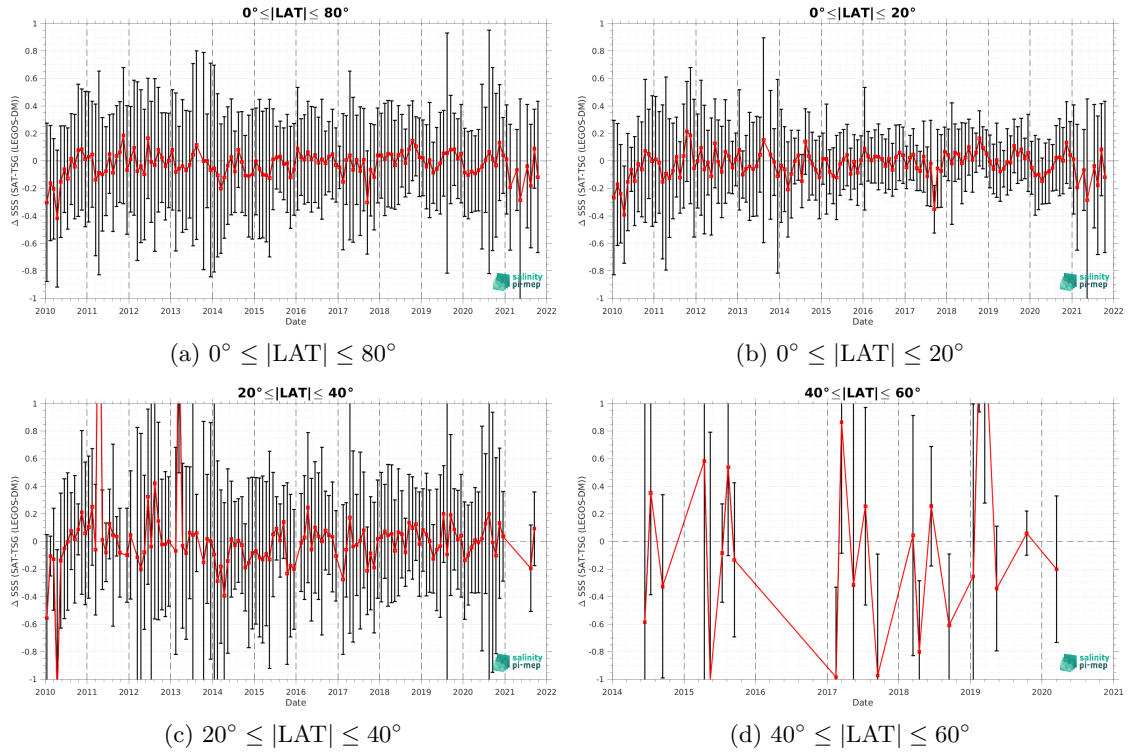 0°≤|LAT|≤ 80°
Δ SSS (SAT-TSG (LEGOS-DM))
1
0.8
0.6
0.4
0.2
0
-0.2
-0.4
-0.6
-0.8
-1
2010 2011 2012 2013 2014 2015 2016 2017 2018 2019 2020 2021 2022
Date
salinity
pi-mep
(a) 0° ≤ |LAT| ≤ 80°
0°≤|LAT|≤ 20°
Δ SSS (SAT-TSG (LEGOS-DM))
1
0.8
0.6
0.4
0.2
0
-0.2
-0.4
-0.6
-0.8
-1
2010 2011 2012 2013 2014 2015 2016 2017 2018 2019 2020 2021 2022
Date
salinity
pi-mep
(b) 0° ≤ |LAT| ≤ 20°
20°≤|LAT|≤ 40°
Δ SSS (SAT-TSG (LEGOS-DM))
1
0.8
0.6
0.4
0.2
0
-0.2
-0.4
-0.6
-0.8
-1
2010 2011 2012 2013 2014 2015 2016 2017 2018 2019 2020 2021 2022
Date
salinity
pi-mep
(c) 20° ≤ |LAT| ≤ 40°
40°≤|LAT|≤ 60°
Δ SSS (SAT-TSG (LEGOS-DM))
1
0.8
0.6
0.4
0.2
0
-0.2
-0.4
-0.6
-0.8
-1
2014 2015 2016 2017 2018 2019 2020 2021
Date
salinity
pi-mep
(d) 40° ≤ |LAT| ≤ 60°